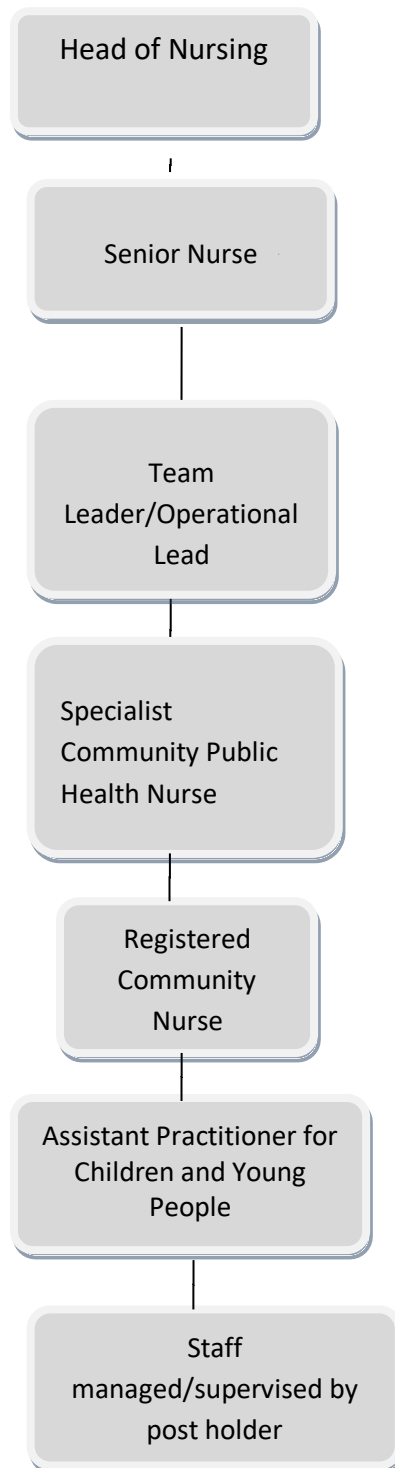 Head of Nursing
Senior Nurse
Team
Leader/Operational
Lead
Specialist
Community Public
Health Nurse
Registered
Community
Nurse
Assistant Practitioner for
Children and Young
People
Staff
managed/supervised by
post holder